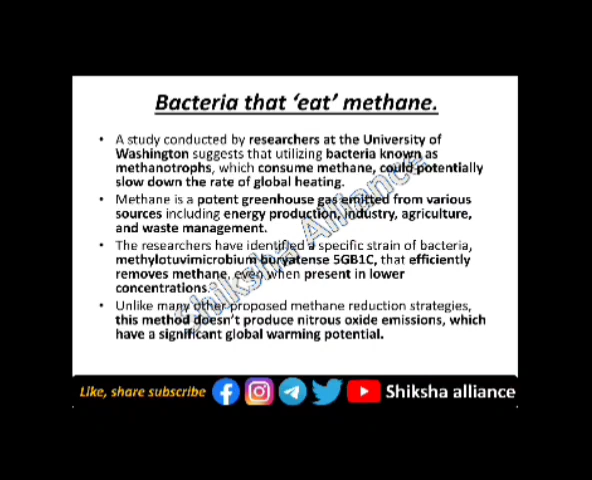 Bacteria that ‘eat’ methane.
• A study conducted by researchers at the University of
Washington suggests that utilizing bacteria known as
methanotrophs, which consume methane, could potentially
slow down the rate of global heating.
• Methane is a potent greenhouse gas emitted from various
sources including energy production, industry, agriculture,
and waste management.
• The researchers have identified a specific strain of bacteria,
methylotuvimicrobium buryatense 5GB1C, that efficiently
removes methane, even when present in lower
concentrations.
• Unlike many other proposed methane reduction strategies,
this method doesn’t produce nitrous oxide emissions, which
have a significant global warming potential.
Shiksha Alliance
Like, share subscribe Shiksha alliance